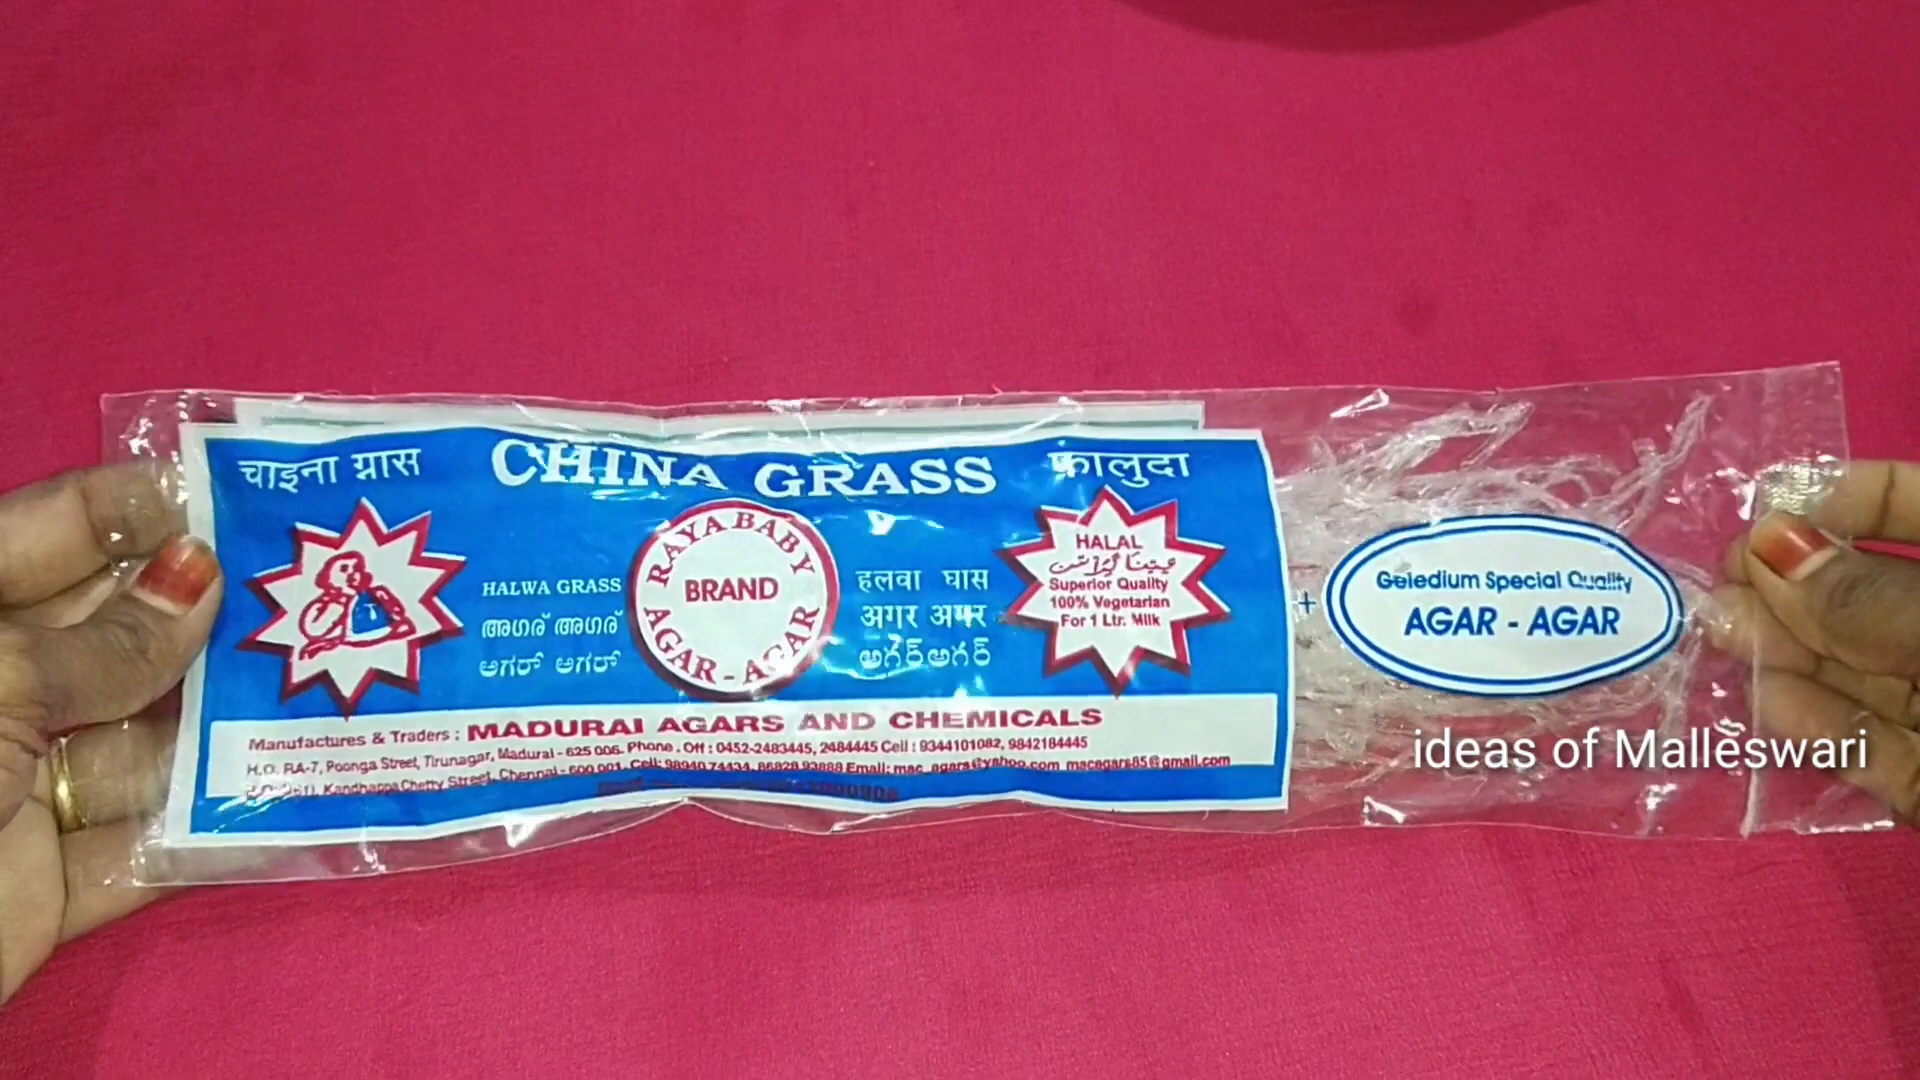 चाइना ग्रास
CHINA GRASS
फालुदा
HALWA GRASS
അഗര് അഗര്
ಅಗರ್ ಅಗರ್
RAYA BABY
BRAND
AGAR - AGAR
हलवा घास
अगर अगर
అగర్ అగర్
HALAL
Superior Quality
100% Vegetarian
For 1 Ltr. Milk
Manufactures & Traders : MADURAI AGARS AND CHEMICALS
H.O. RA-7, Poonga Street, Tirunagar, Madurai - 625 006. Phone . Off : 0452-2483445, 2484445 Cell : 9344101082, 9842184445
Kandhappa Chetty Street, Chennai - 600 001. Cell: 98940 74434, 86828 93888 Email: mac_agars@yahoo.com macagars85@gmail.com
+
Geledium Special Quality
AGAR - AGAR
ideas of Malleswari